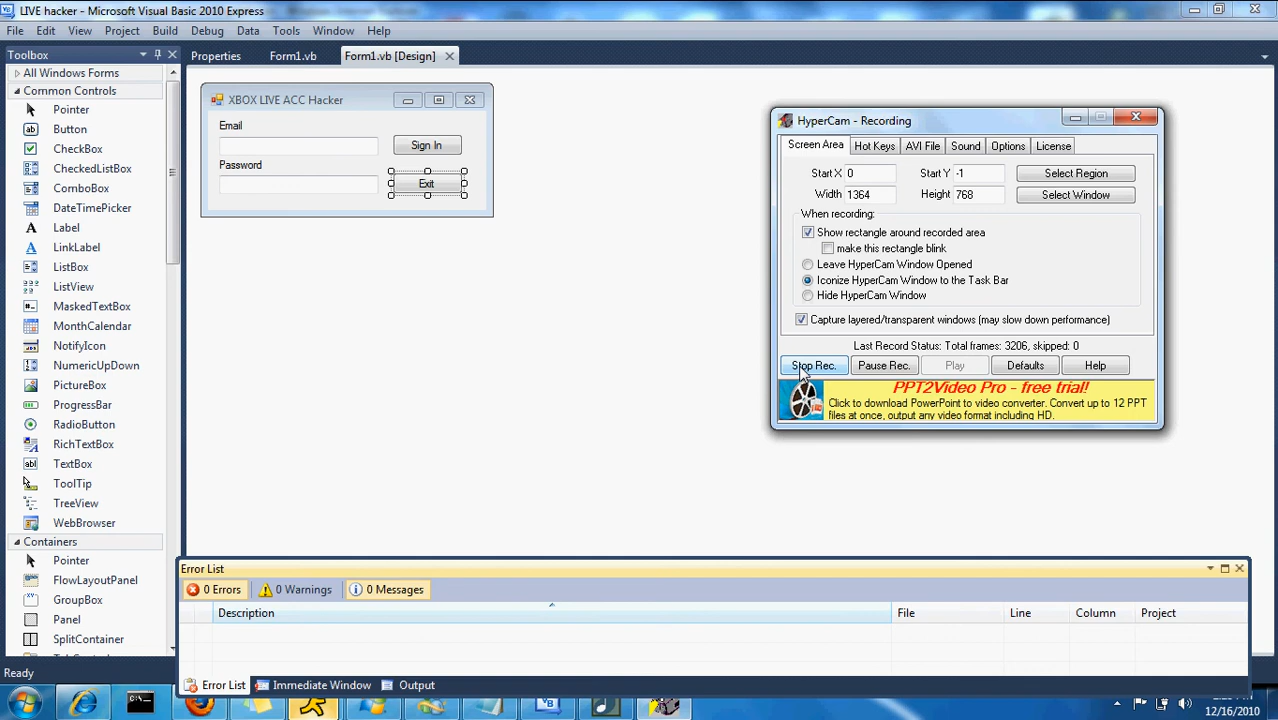 LIVE hacker - Microsoft Visual Basic 2010 Express
File Edit View Project Build Debug Data Tools Window Help
Toolbox
Properties Form1.vb Form1.vb [Design]
All Windows Forms
Common Controls
Pointer
Button
CheckBox
CheckedListBox
ComboBox
DateTimePicker
Label
LinkLabel
ListBox
ListView
MaskedTextBox
MonthCalendar
NotifyIcon
NumericUpDown
PictureBox
ProgressBar
RadioButton
RichTextBox
TextBox
ToolTip
TreeView
WebBrowser
Containers
Pointer
FlowLayoutPanel
GroupBox
Panel
SplitContainer
XBOX LIVE ACC Hacker
Email
Sign In
Password
Exit
HyperCam - Recording
Screen Area Hot Keys AVI File Sound Options License
Start X 0 Start Y -1 Select Region
Width 1364 Height 768 Select Window
When recording:
Show rectangle around recorded area
make this rectangle blink
Leave HyperCam Window Opened
Iconize HyperCam Window to the Task Bar
Hide HyperCam Window
Capture layered/transparent windows (may slow down performance)
Last Record Status: Total frames: 3206, skipped: 0
Stop Rec. Pause Rec. Play Defaults Help
PPT2Video Pro - free trial!
Click to download PowerPoint to video converter. Convert up to 12 PPT
files at once, output any video format including HD.
Error List
0 Errors 0 Warnings 0 Messages
Description File Line Column Project
Error List Immediate Window Output
Ready
12/16/2010